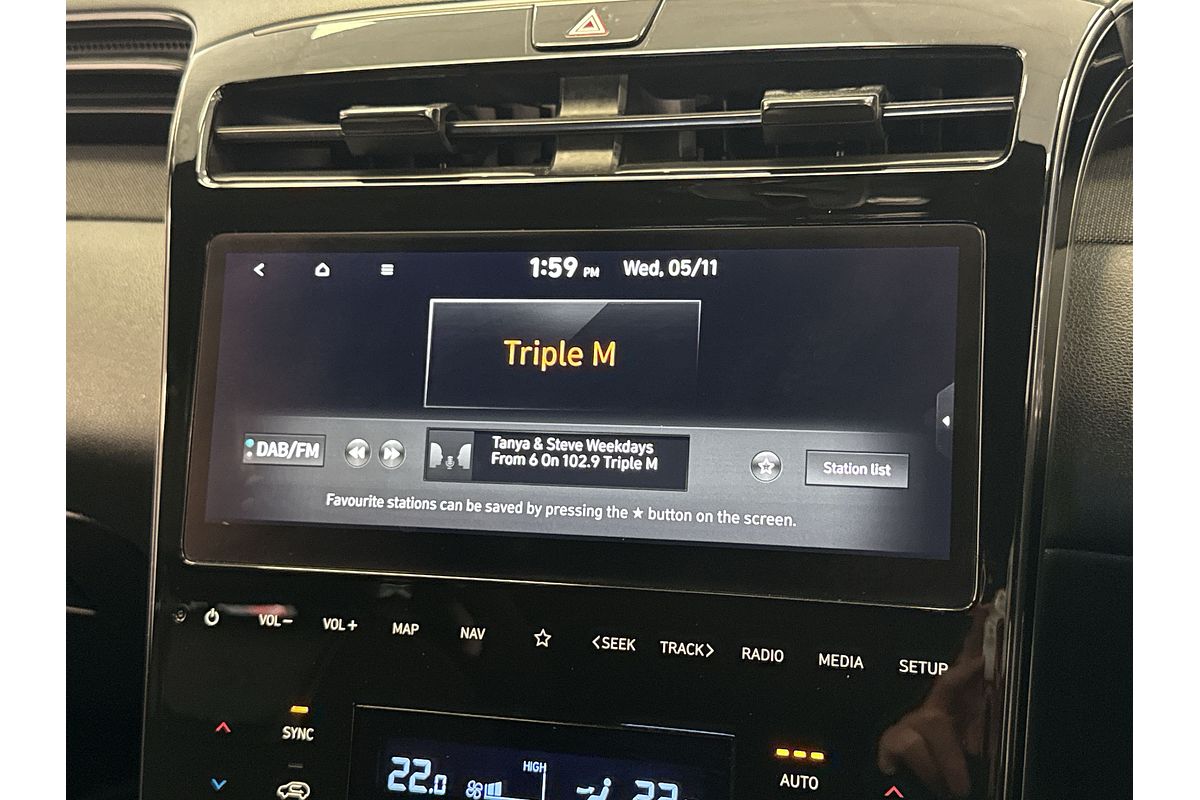 1:59 PM Wed, 05/11
Triple M
DAB/FM
Tanya & Steve Weekdays
From 6 On 102.9 Triple M
Station list
Favourite stations can be saved by pressing the ★ button on the screen.
VOL− VOL+ MAP NAV ☆ <SEEK TRACK> RADIO MEDIA SETUP
SYNC
HIGH
AUTO
22.0